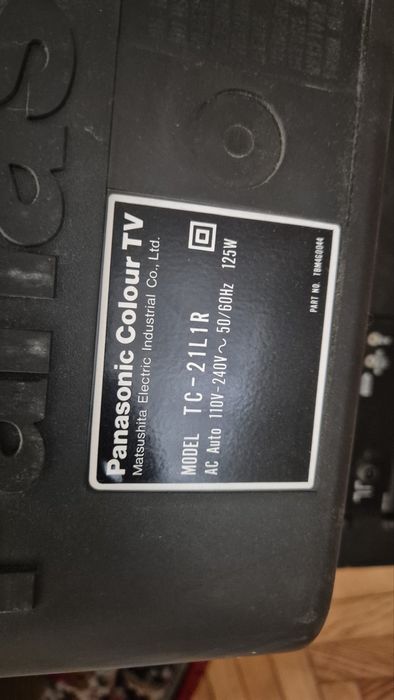 Panasonic Colour TV
Matsushita Electric Industrial Co., Ltd.
MODEL TC-21L1R
AC Auto 110V-240V ~ 50/60Hz 125W
PART NO. TBM4G0044